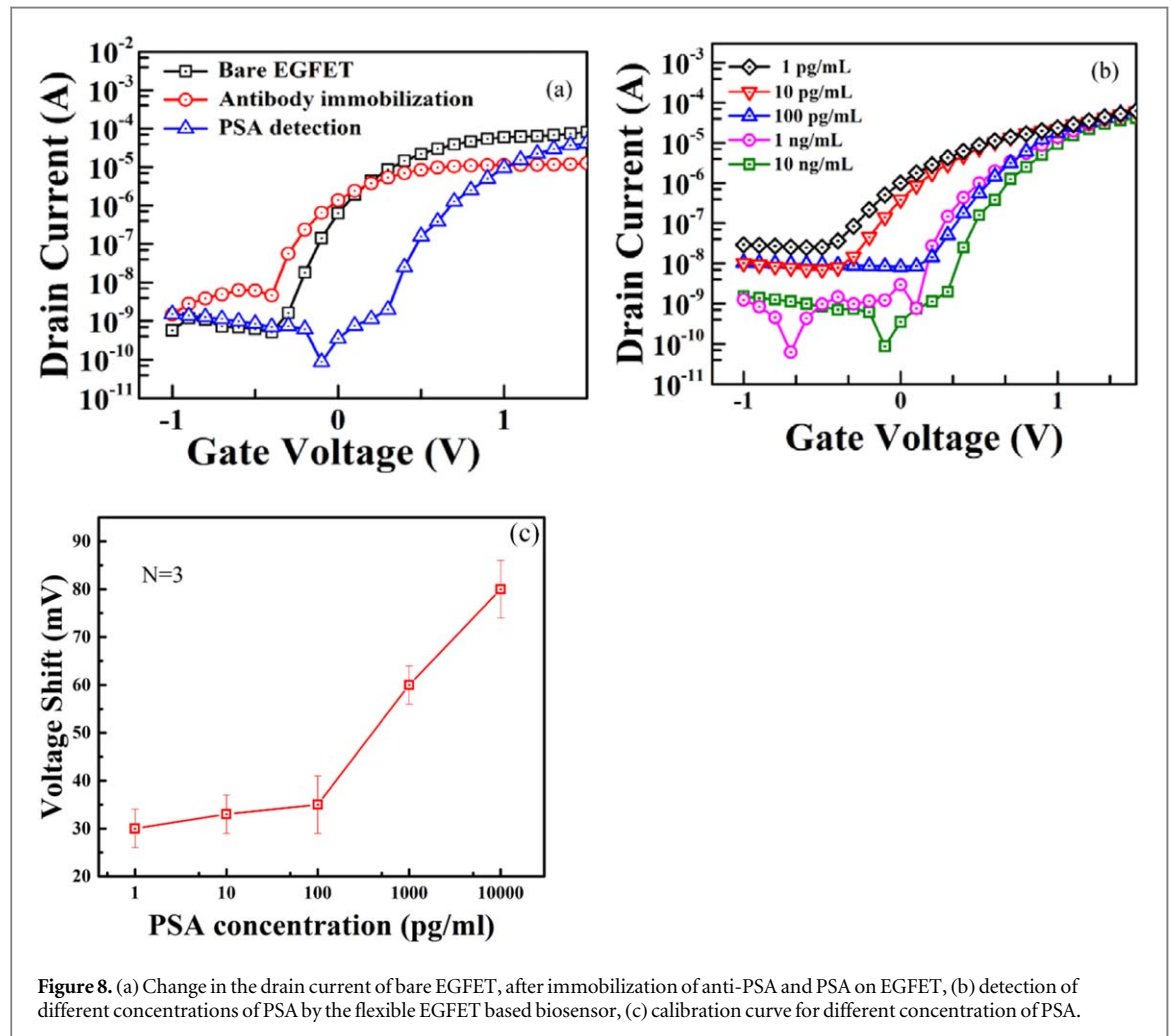 10⁻²
10⁻³
10⁻⁴
10⁻⁵
10⁻⁶
10⁻⁷
10⁻⁸
10⁻⁹
10⁻¹⁰
10⁻¹¹
Drain Current (A)
Bare EGFET
Antibody immobilization
PSA detection
(a)
-1 0 1
Gate Voltage (V)
10⁻³
10⁻⁴
10⁻⁵
10⁻⁶
10⁻⁷
10⁻⁸
10⁻⁹
10⁻¹⁰
10⁻¹¹
Drain Current (A)
1 pg/mL
10 pg/mL
100 pg/mL
1 ng/mL
10 ng/mL
(b)
-1 0 1
Gate Voltage (V)
90
80
70
60
50
40
30
20
Voltage Shift (mV)
N=3
(c)
1 10 100 1000 10000
PSA concentration (pg/ml)
Figure 8. (a) Change in the drain current of bare EGFET, after immobilization of anti-PSA and PSA on EGFET, (b) detection of
different concentrations of PSA by the flexible EGFET based biosensor, (c) calibration curve for different concentration of PSA.